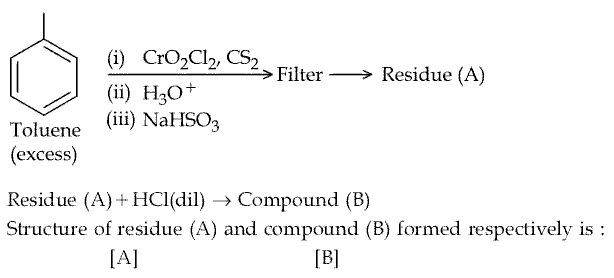 (i) CrO₂Cl₂, CS₂
Filter → Residue (A)
(ii) H₃O⁺
(iii) NaHSO₃
Toluene
(excess)
Residue (A) + HCl(dil) → Compound (B)
Structure of residue (A) and compound (B) formed respectively is :
[A] [B]